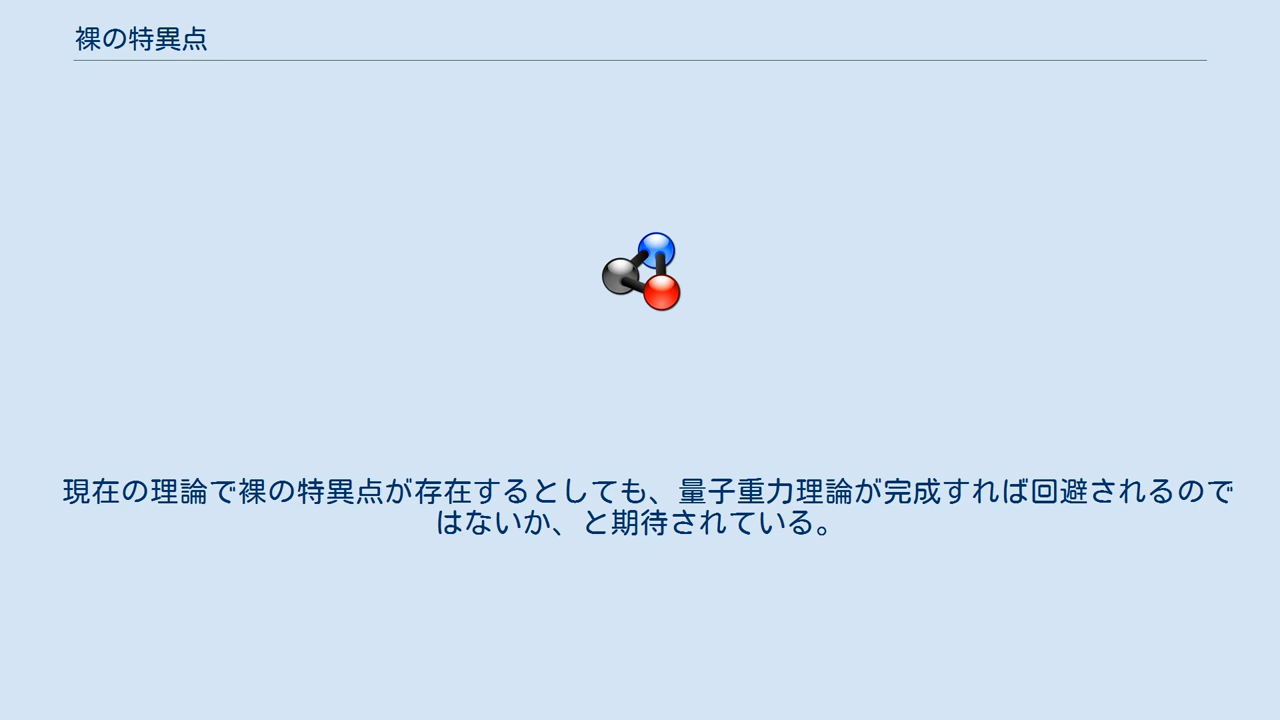 裸の特異点
現在の理論で裸の特異点が存在するとしても、量子重力理論が完成すれば回避されるので
はないか、と期待されている。